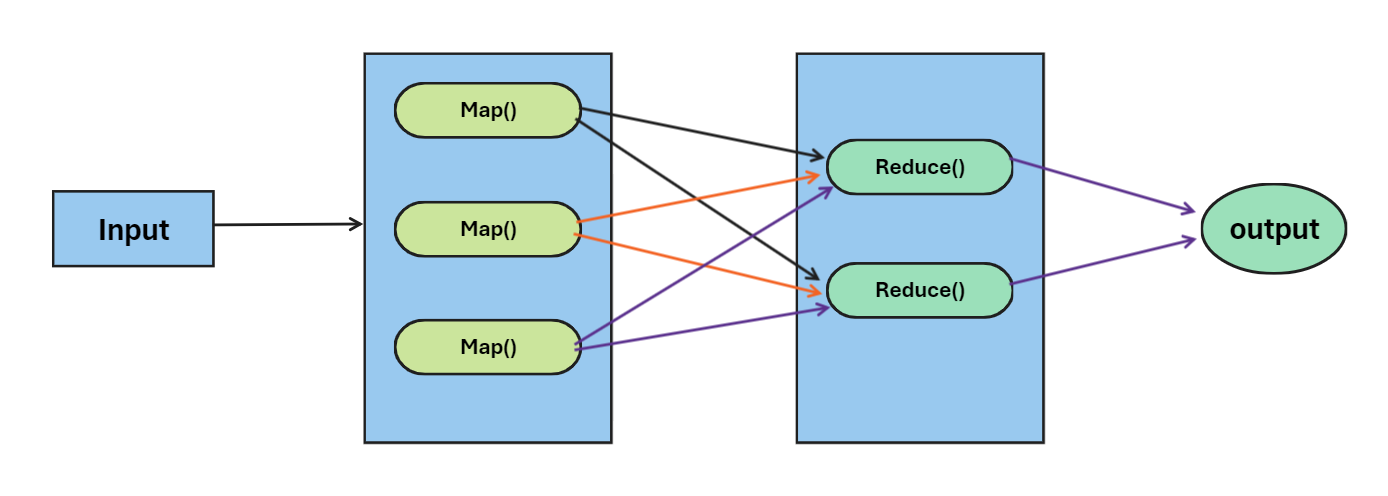 Input
Map()
Map()
Map()
Reduce()
Reduce()
output